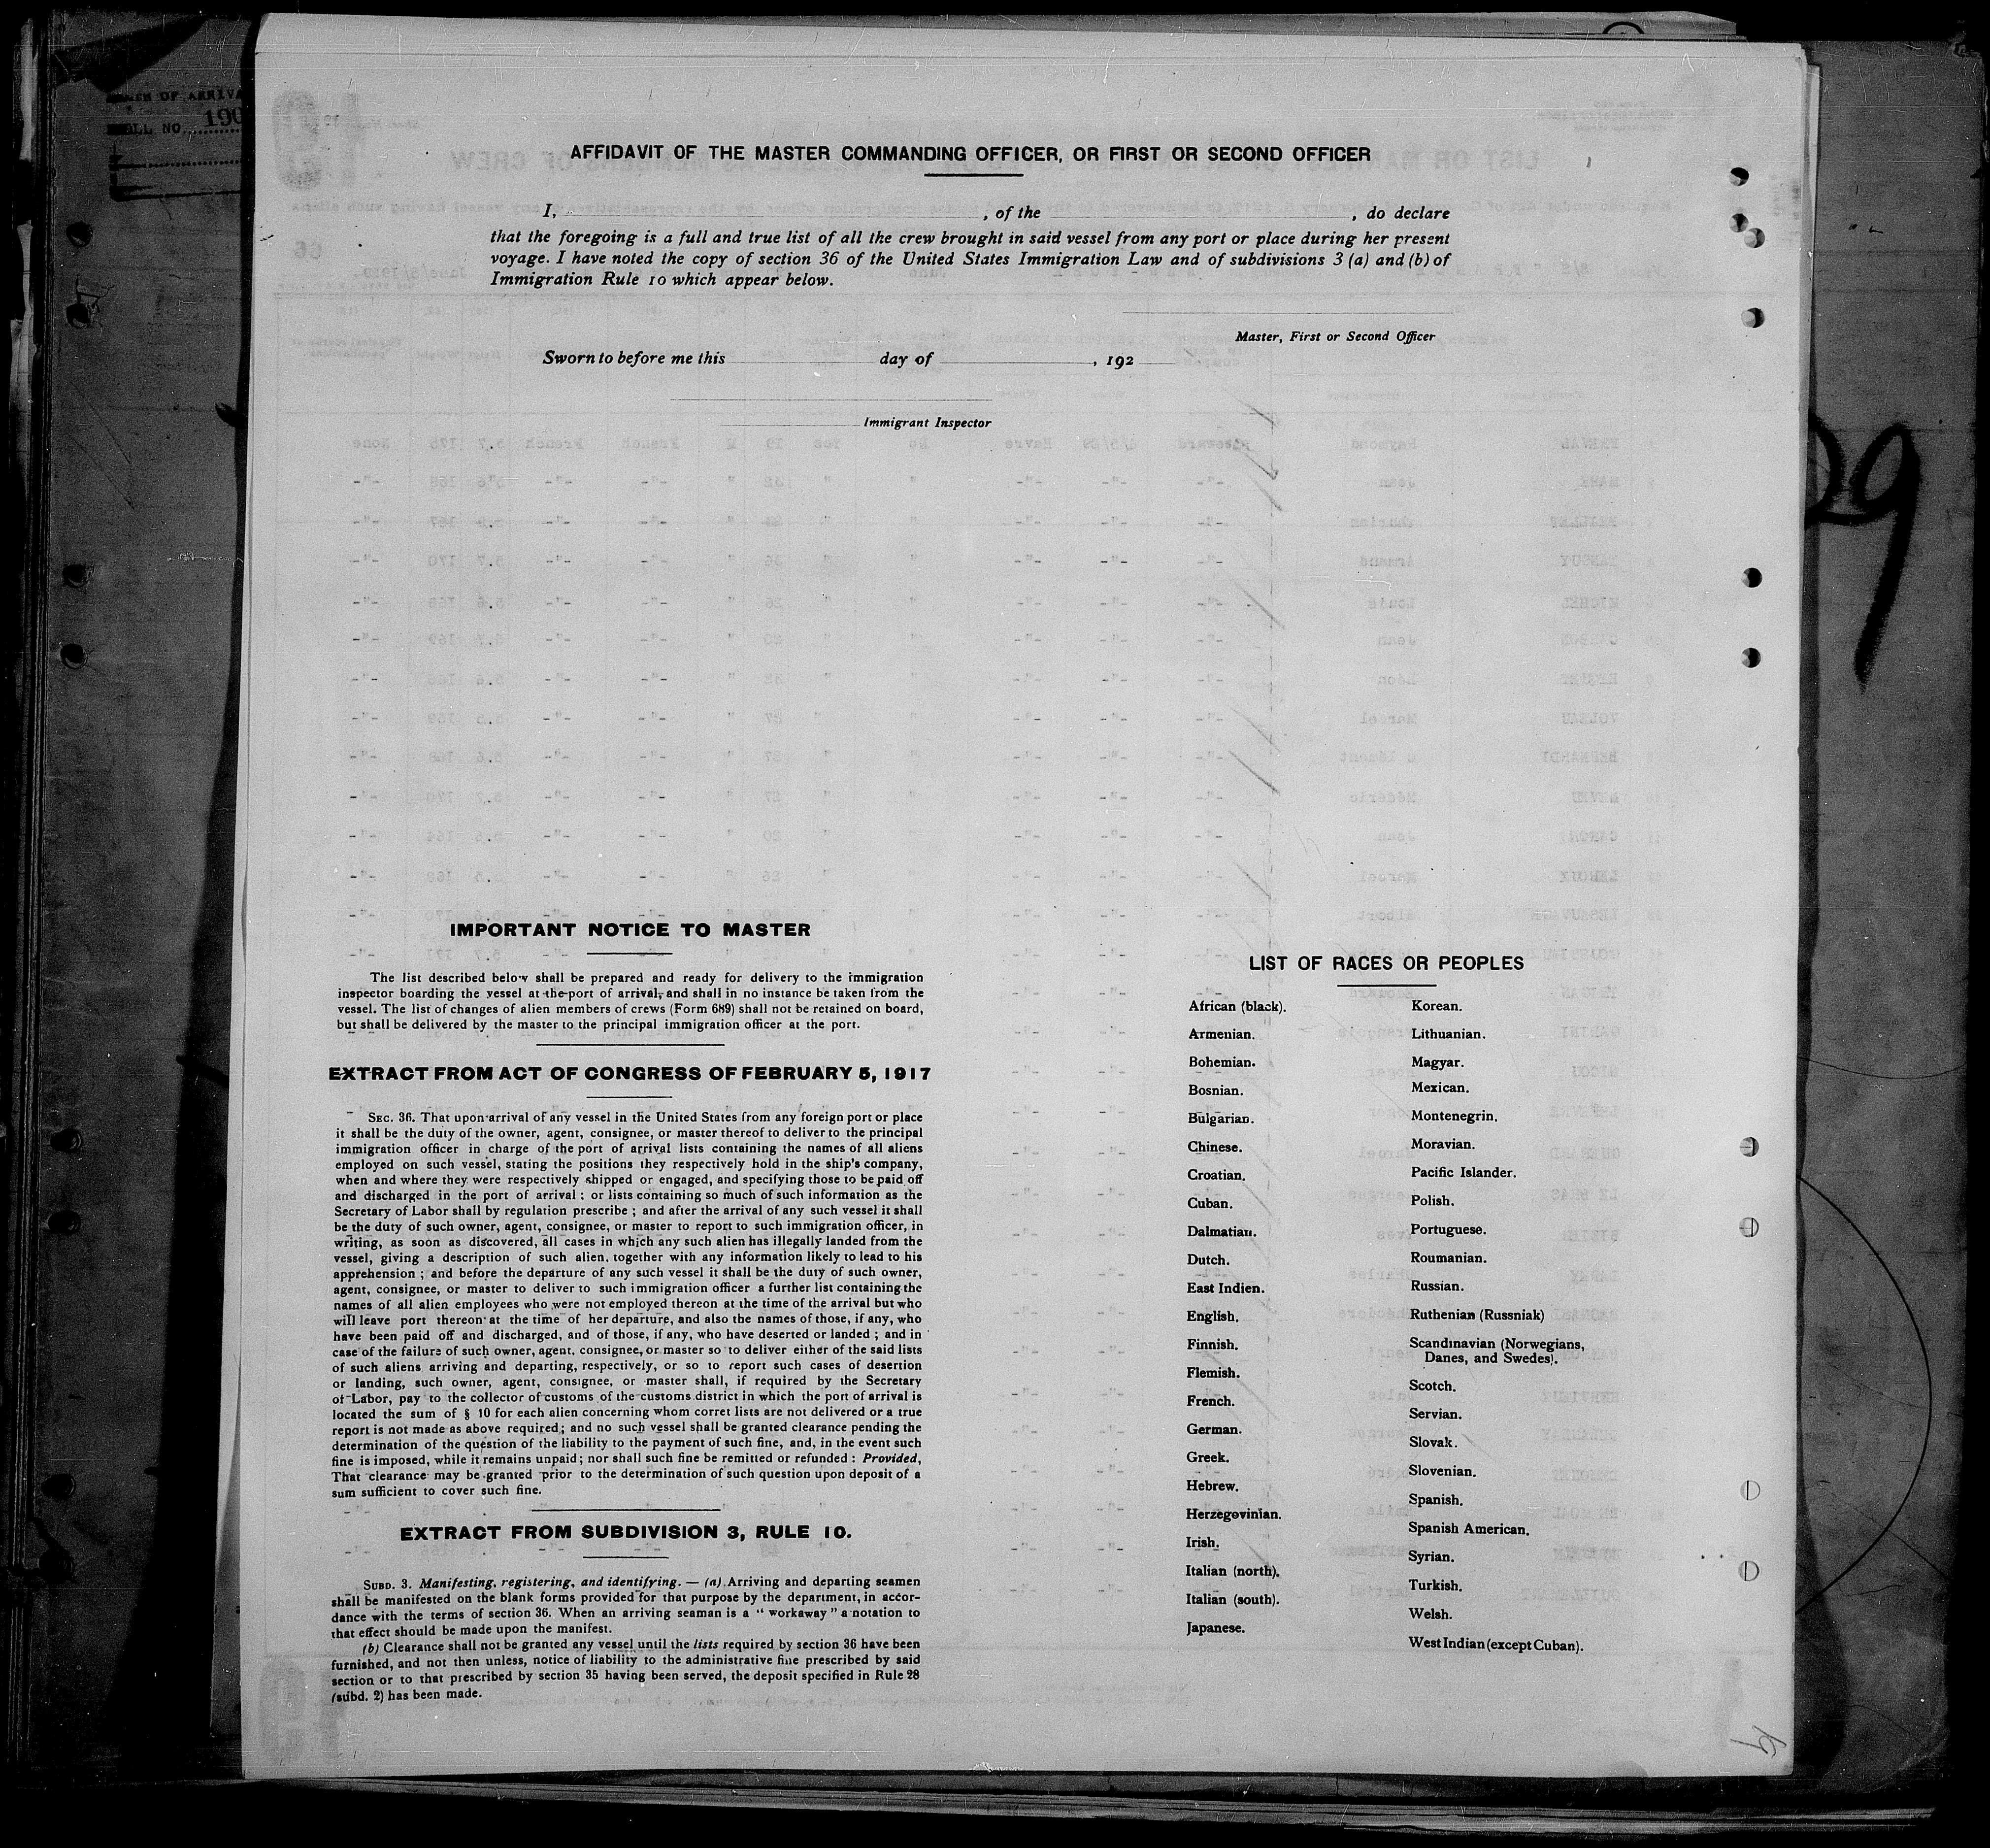 OF ARRIVA
NO. 190
AFFIDAVIT OF THE MASTER COMMANDING OFFICER, OR FIRST OR SECOND OFFICER
I, , of the , do declare
that the foregoing is a full and true list of all the crew brought in said vessel from any port or place during her present
voyage. I have noted the copy of section 36 of the United States Immigration Law and of subdivisions 3 (a) and (b) of
Immigration Rule 10 which appear below.
Master, First or Second Officer
Sworn to before me this day of , 192
Immigrant Inspector
29
IMPORTANT NOTICE TO MASTER
The list described below shall be prepared and ready for delivery to the immigration
inspector boarding the vessel at the port of arrival, and shall in no instance be taken from the
vessel. The list of changes of alien members of crews (Form 689) shall not be retained on board,
but shall be delivered by the master to the principal immigration officer at the port.
EXTRACT FROM ACT OF CONGRESS OF FEBRUARY 5, 1917
SEC. 36. That upon arrival of any vessel in the United States from any foreign port or place
it shall be the duty of the owner, agent, consignee, or master thereof to deliver to the principal
immigration officer in charge of the port of arrival lists containing the names of all aliens
employed on such vessel, stating the positions they respectively hold in the ship's company,
when and where they were respectively shipped or engaged, and specifying those to be paid off
and discharged in the port of arrival : or lists containing so much of such information as the
Secretary of Labor shall by regulation prescribe ; and after the arrival of any such vessel it shall
be the duty of such owner, agent, consignee, or master to report to such immigration officer, in
writing, as soon as discovered, all cases in which any such alien has illegally landed from the
vessel, giving a description of such alien, together with any information likely to lead to his
apprehension ; and before the departure of any such vessel it shall be the duty of such owner,
agent, consignee, or master to deliver to such immigration officer a further list containing the
names of all alien employees who were not employed thereon at the time of the arrival but who
will leave port thereon at the time of her departure, and also the names of those, if any, who
have been paid off and discharged, and of those, if any, who have deserted or landed ; and in
case of the failure of such owner, agent, consignee, or master so to deliver either of the said lists
of such aliens arriving and departing, respectively, or so to report such cases of desertion
or landing, such owner, agent, consignee, or master shall, if required by the Secretary
of Labor, pay to the collector of customs of the customs district in which the port of arrival is
located the sum of § 10 for each alien concerning whom corret lists are not delivered or a true
report is not made as above required ; and no such vessel shall be granted clearance pending the
determination of the question of the liability to the payment of such fine, and, in the event such
fine is imposed, while it remains unpaid ; nor shall such fine be remitted or refunded : Provided,
That clearance may be granted prior to the determination of such question upon deposit of a
sum sufficient to cover such fine.
EXTRACT FROM SUBDIVISION 3, RULE 10.
SUBD. 3. Manifesting, registering, and identifying. — (a) Arriving and departing seamen
shall be manifested on the blank forms provided for that purpose by the department, in accor-
dance with the terms of section 36. When an arriving seaman is a " workaway " a notation to
that effect should be made upon the manifest.
(b) Clearance shall not be granted any vessel until the lists required by section 36 have been
furnished, and not then unless, notice of liability to the administrative fine prescribed by said
section or to that prescribed by section 35 having been served, the deposit specified in Rule 28
(subd. 2) has been made.
LIST OF RACES OR PEOPLES
African (black).
Armenian.
Bohemian.
Bosnian.
Bulgarian.
Chinese.
Croatian.
Cuban.
Dalmatian.
Dutch.
East Indien.
English.
Finnish.
Flemish.
French.
German.
Greek.
Hebrew.
Herzegovinian.
Irish.
Italian (north).
Italian (south).
Japanese.
Korean.
Lithuanian.
Magyar.
Mexican.
Montenegrin.
Moravian.
Pacific Islander.
Polish.
Portuguese.
Roumanian.
Russian.
Ruthenian (Russniak)
Scandinavian (Norwegians,
Danes, and Swedes).
Scotch.
Servian.
Slovak.
Slovenian.
Spanish.
Spanish American.
Syrian.
Turkish.
Welsh.
West Indian (except Cuban).